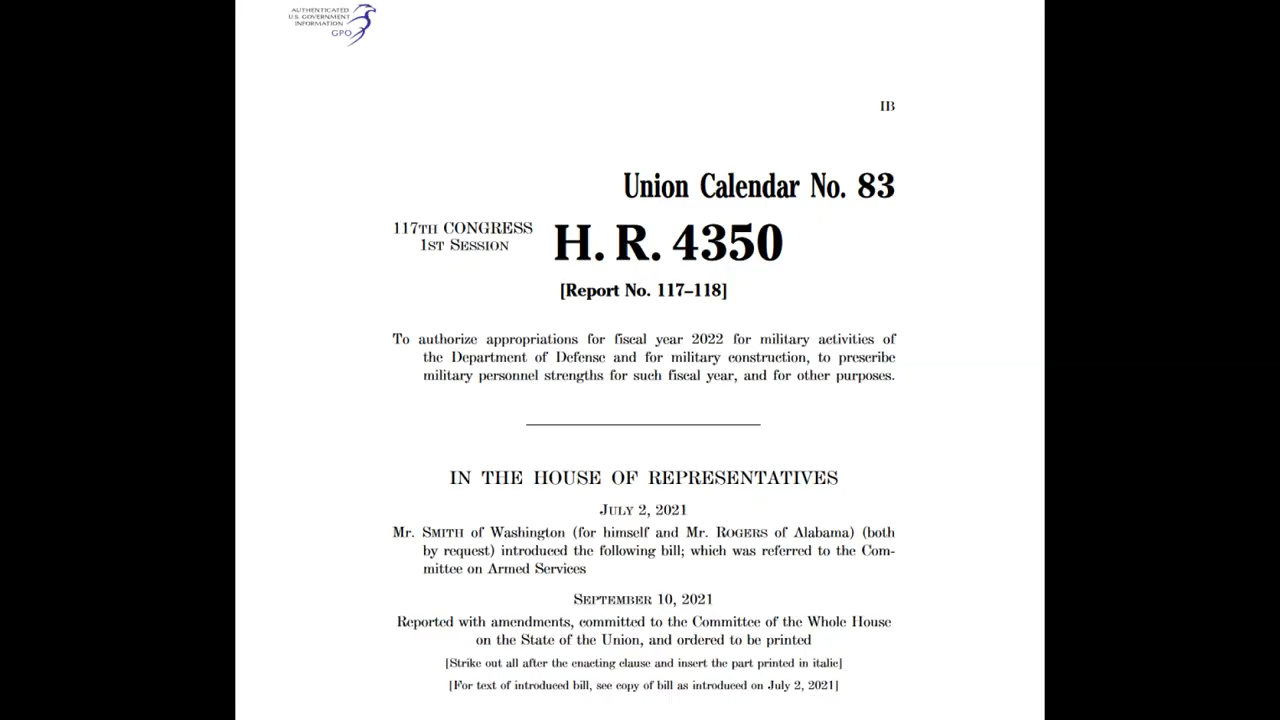 AUTHENTICATED
U.S. GOVERNMENT
INFORMATION
GPO
IB
Union Calendar No. 83
117TH CONGRESS
1ST SESSION
H. R. 4350
[Report No. 117–118]
To authorize appropriations for fiscal year 2022 for military activities of
the Department of Defense and for military construction, to prescribe
military personnel strengths for such fiscal year, and for other purposes.
IN THE HOUSE OF REPRESENTATIVES
JULY 2, 2021
Mr. SMITH of Washington (for himself and Mr. ROGERS of Alabama) (both
by request) introduced the following bill; which was referred to the Com-
mittee on Armed Services
SEPTEMBER 10, 2021
Reported with amendments, committed to the Committee of the Whole House
on the State of the Union, and ordered to be printed
[Strike out all after the enacting clause and insert the part printed in italic]
[For text of introduced bill, see copy of bill as introduced on July 2, 2021]